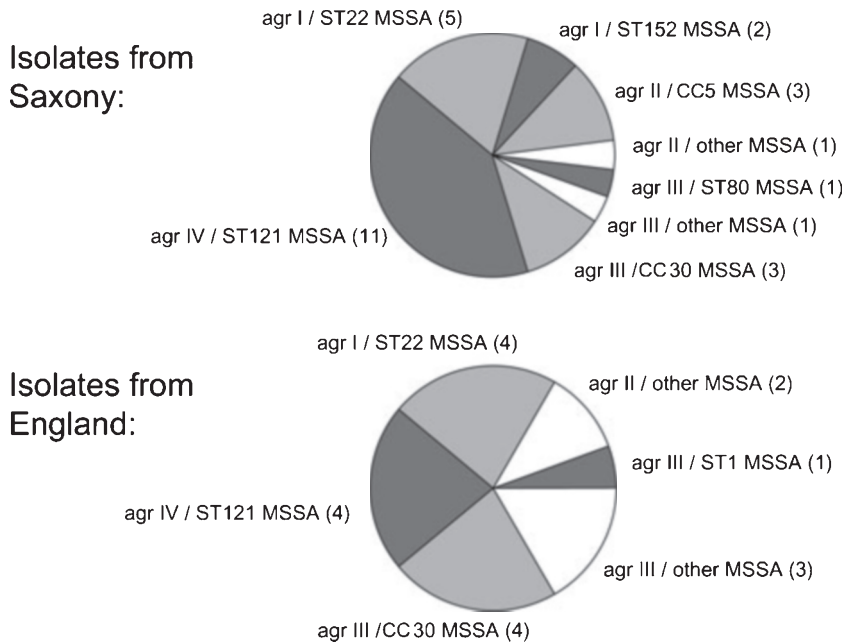 Isolates from
Saxony:
agr I / ST22 MSSA (5)
agr I / ST152 MSSA (2)
agr II / CC5 MSSA (3)
agr II / other MSSA (1)
agr III / ST80 MSSA (1)
agr III / other MSSA (1)
agr III /CC30 MSSA (3)
agr IV / ST121 MSSA (11)
Isolates from
England:
agr I / ST22 MSSA (4)
agr II / other MSSA (2)
agr III / ST1 MSSA (1)
agr III / other MSSA (3)
agr III /CC30 MSSA (4)
agr IV / ST121 MSSA (4)